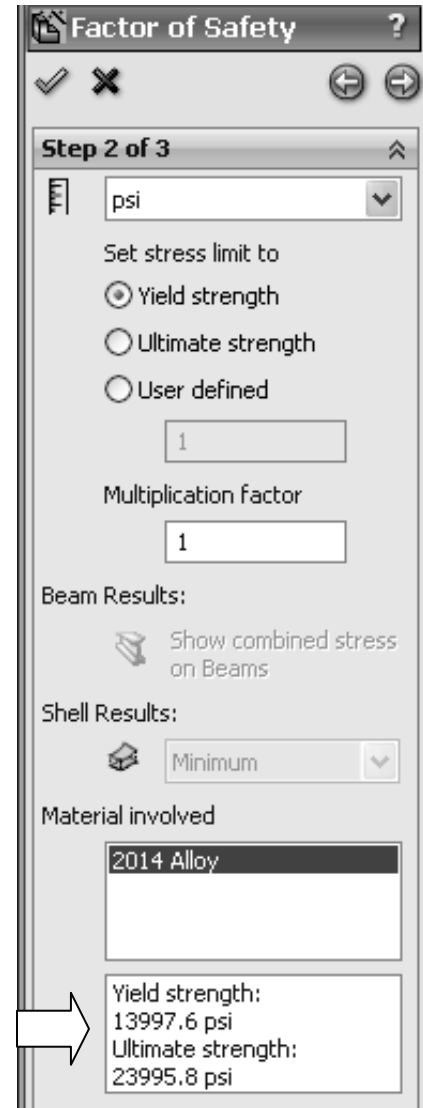 Factor of Safety ?
Step 2 of 3
psi
Set stress limit to
Yield strength
Ultimate strength
User defined
1
Multiplication factor
1
Beam Results:
Show combined stress
on Beams
Shell Results:
Minimum
Material involved
2014 Alloy
Yield strength:
13997.6 psi
Ultimate strength:
23995.8 psi